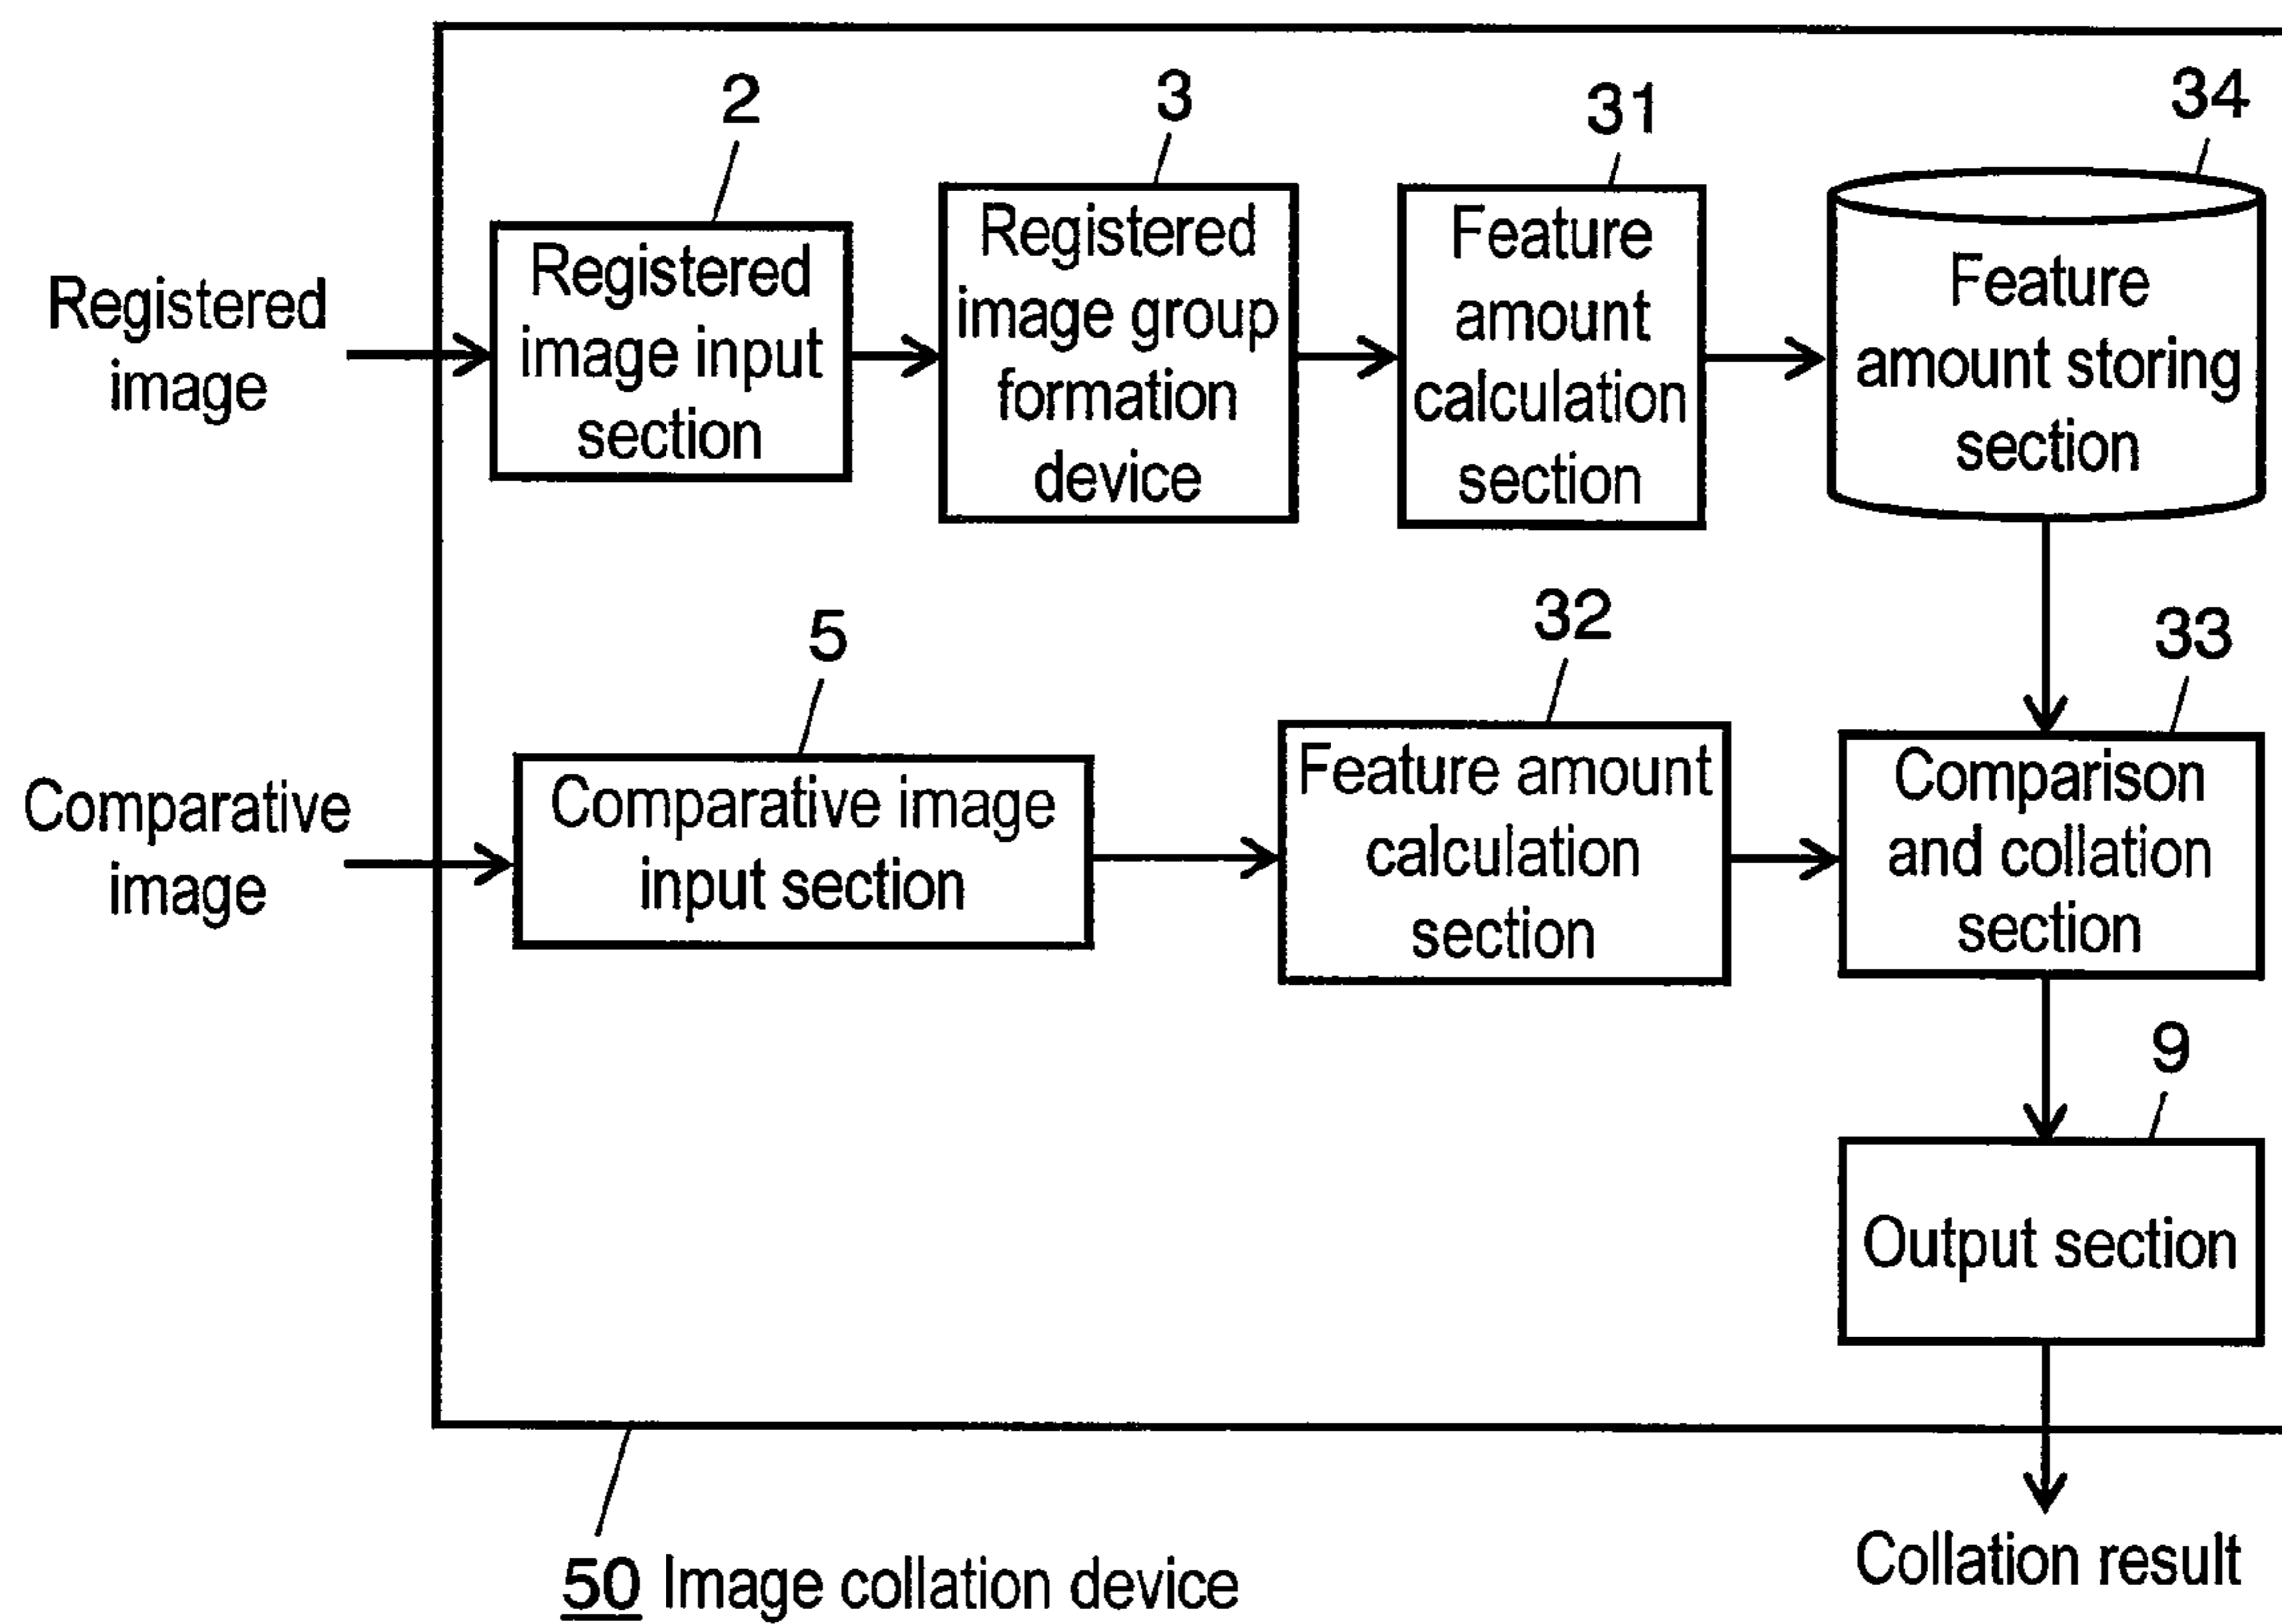 2
3
31
34
Registered
image
Registered
image input
section
Registered
image group
formation
device
Feature
amount
calculation
section
Feature
amount storing
section
5
32
33
Comparative
image
Comparative image
input section
Feature amount
calculation
section
Comparison
and collation
section
9
Output section
50 Image collation device
Collation result